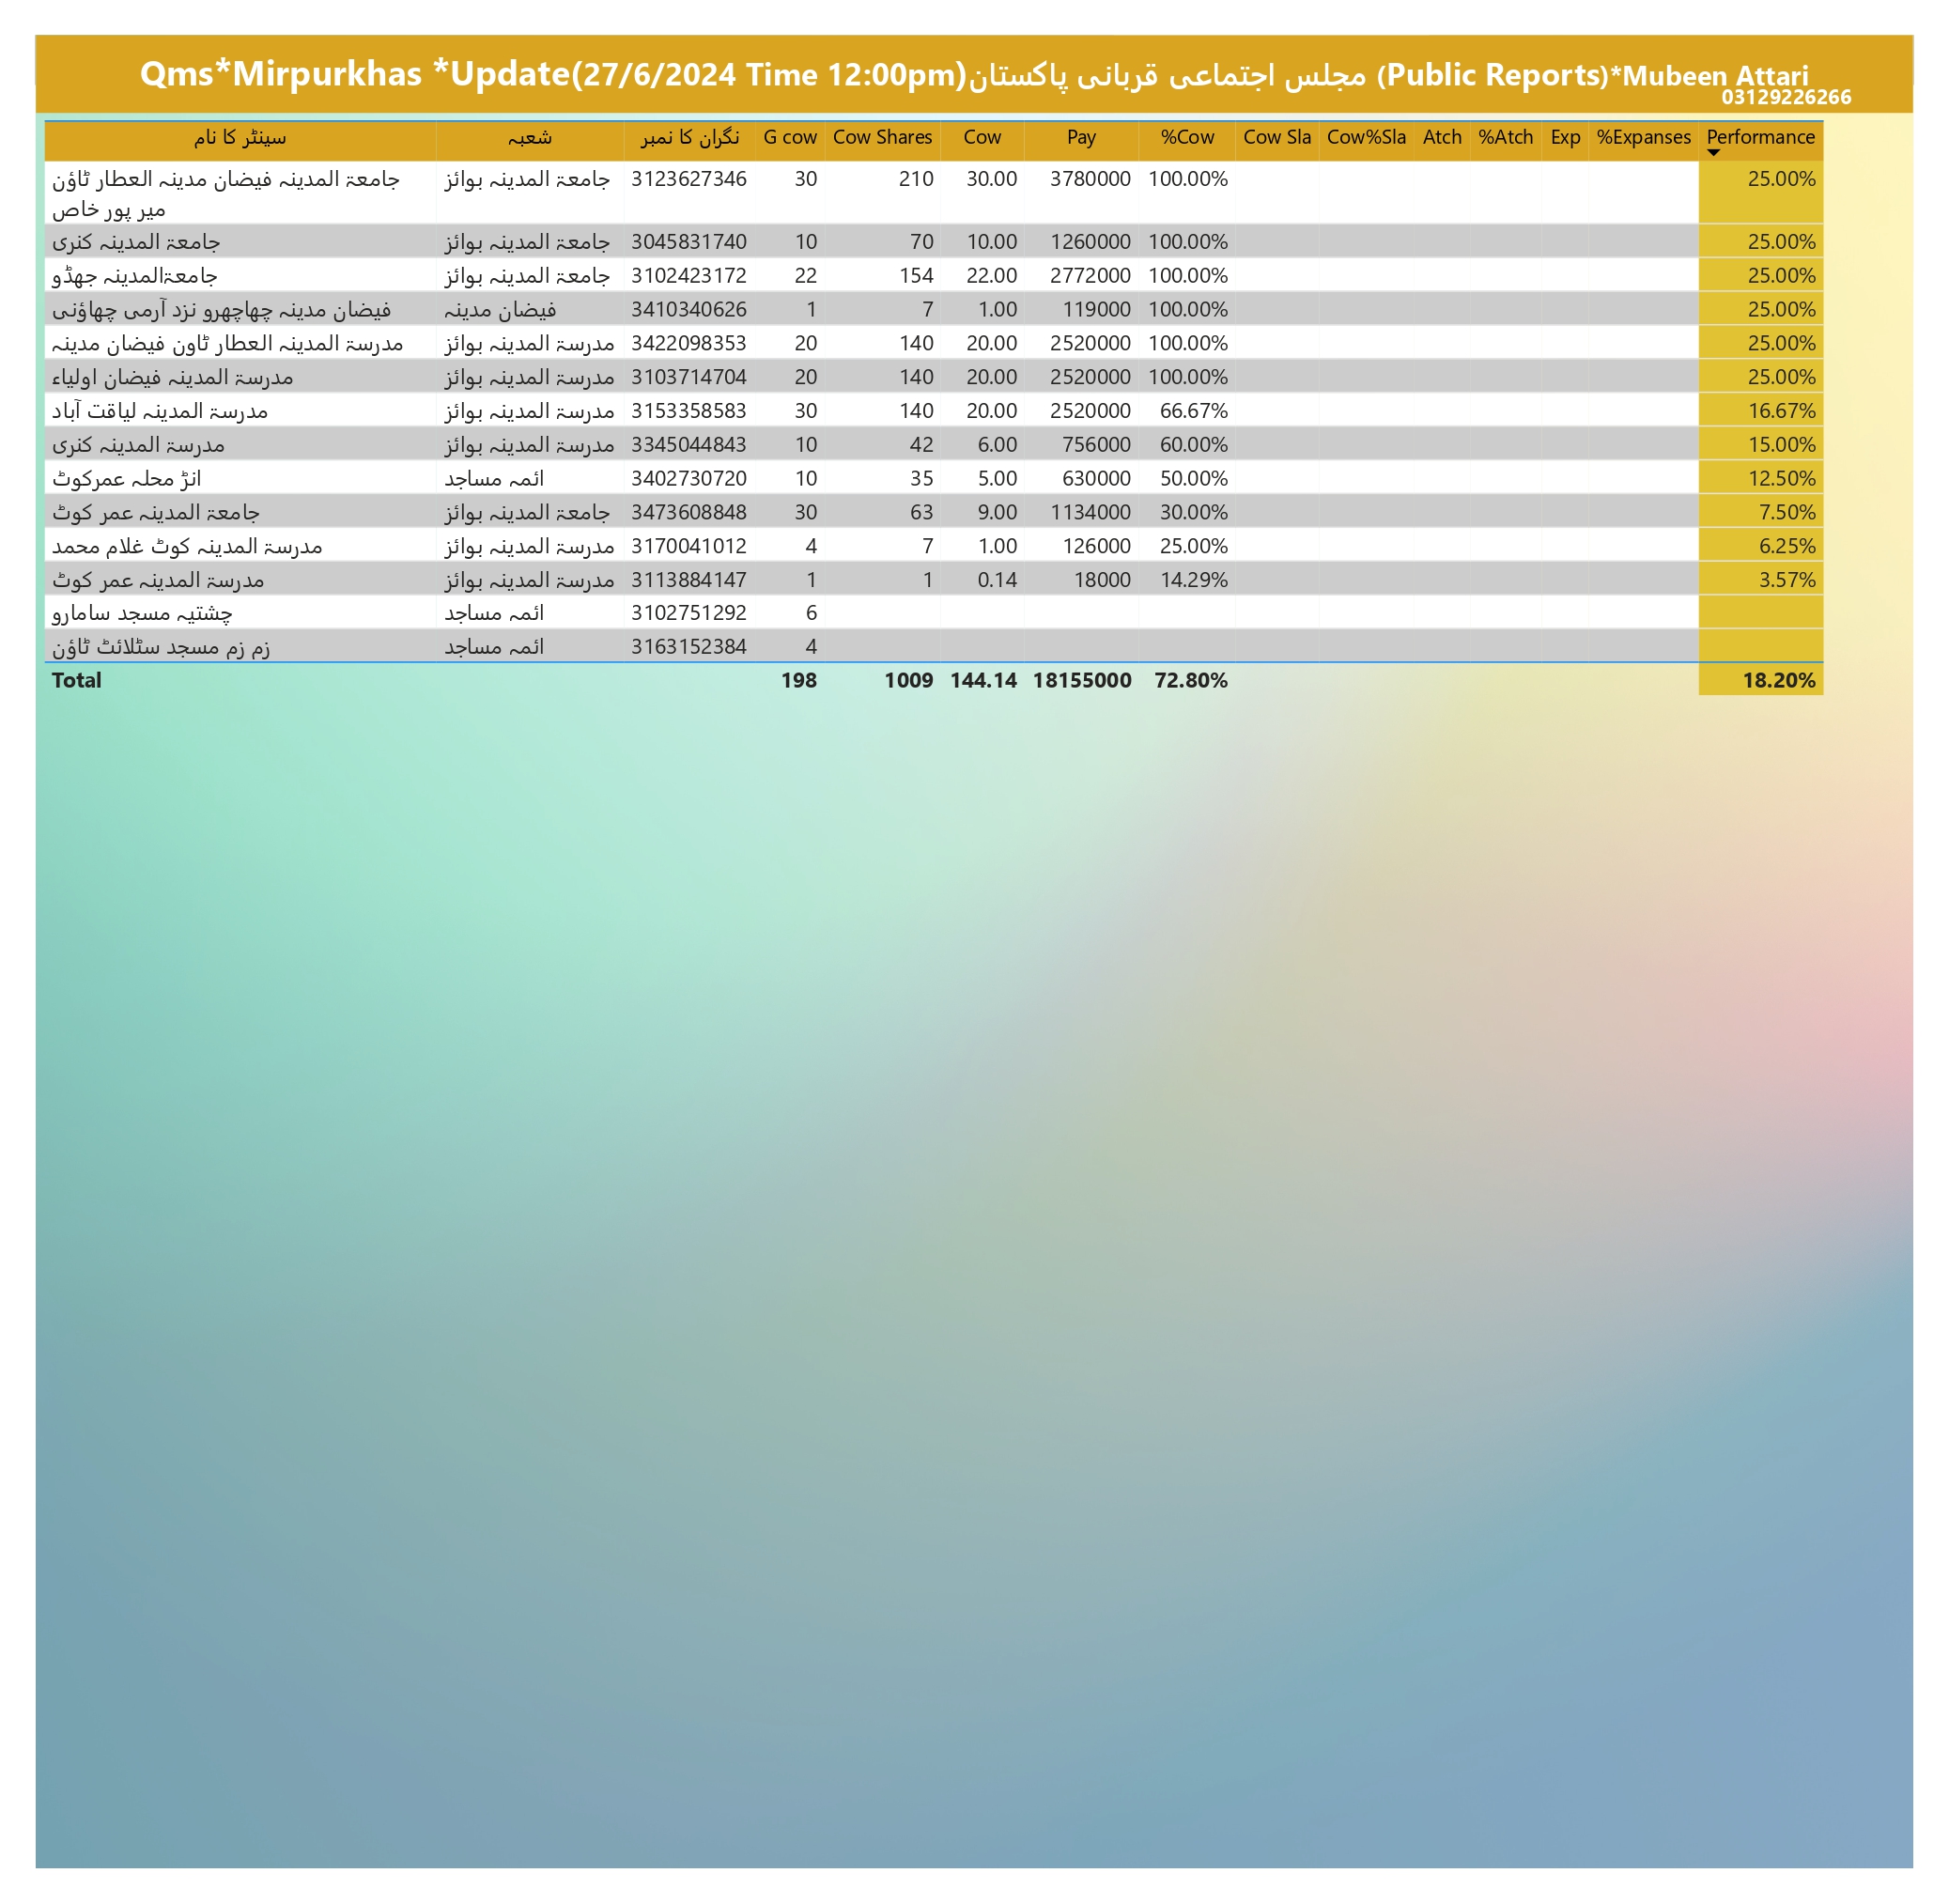 Qms*Mirpurkhas *Update(27/6/2024 Time 12:00pm)مجلس اجتماعی قربانی پاکستان (Public Reports)*Mubeen Attari
03129226266
سینٹر کا نام شعبہ نگران کا نمبر G cow Cow Shares Cow Pay %Cow Cow Sla Cow%Sla Atch %Atch Exp %Expanses Performance
جامعۃ المدینہ فیضان مدینہ العطار ٹاؤن جامعۃ المدینہ بوائز 3123627346 30 210 30.00 3780000 100.00% 25.00%
میر پور خاص
جامعۃ المدینہ کنری جامعۃ المدینہ بوائز 3045831740 10 70 10.00 1260000 100.00% 25.00%
جامعۃالمدینہ جھڈو جامعۃ المدینہ بوائز 3102423172 22 154 22.00 2772000 100.00% 25.00%
فیضان مدینہ چھاچھرو نزد آرمی چھاؤنی فیضان مدینہ 3410340626 1 7 1.00 119000 100.00% 25.00%
مدرسۃ المدینہ العطار ٹاون فیضان مدینہ مدرسۃ المدینہ بوائز 3422098353 20 140 20.00 2520000 100.00% 25.00%
مدرسۃ المدینہ فیضان اولیاء مدرسۃ المدینہ بوائز 3103714704 20 140 20.00 2520000 100.00% 25.00%
مدرسۃ المدینہ لیاقت آباد مدرسۃ المدینہ بوائز 3153358583 30 140 20.00 2520000 66.67% 16.67%
مدرسۃ المدینہ کنری مدرسۃ المدینہ بوائز 3345044843 10 42 6.00 756000 60.00% 15.00%
انڑ محلہ عمرکوٹ ائمہ مساجد 3402730720 10 35 5.00 630000 50.00% 12.50%
جامعۃ المدینہ عمر کوٹ جامعۃ المدینہ بوائز 3473608848 30 63 9.00 1134000 30.00% 7.50%
مدرسۃ المدینہ کوٹ غلام محمد مدرسۃ المدینہ بوائز 3170041012 4 7 1.00 126000 25.00% 6.25%
مدرسۃ المدینہ عمر کوٹ مدرسۃ المدینہ بوائز 3113884147 1 1 0.14 18000 14.29% 3.57%
چشتیہ مسجد سامارو ائمہ مساجد 3102751292 6
زم زم مسجد سٹلائٹ ٹاؤن ائمہ مساجد 3163152384 4
Total 198 1009 144.14 18155000 72.80% 18.20%